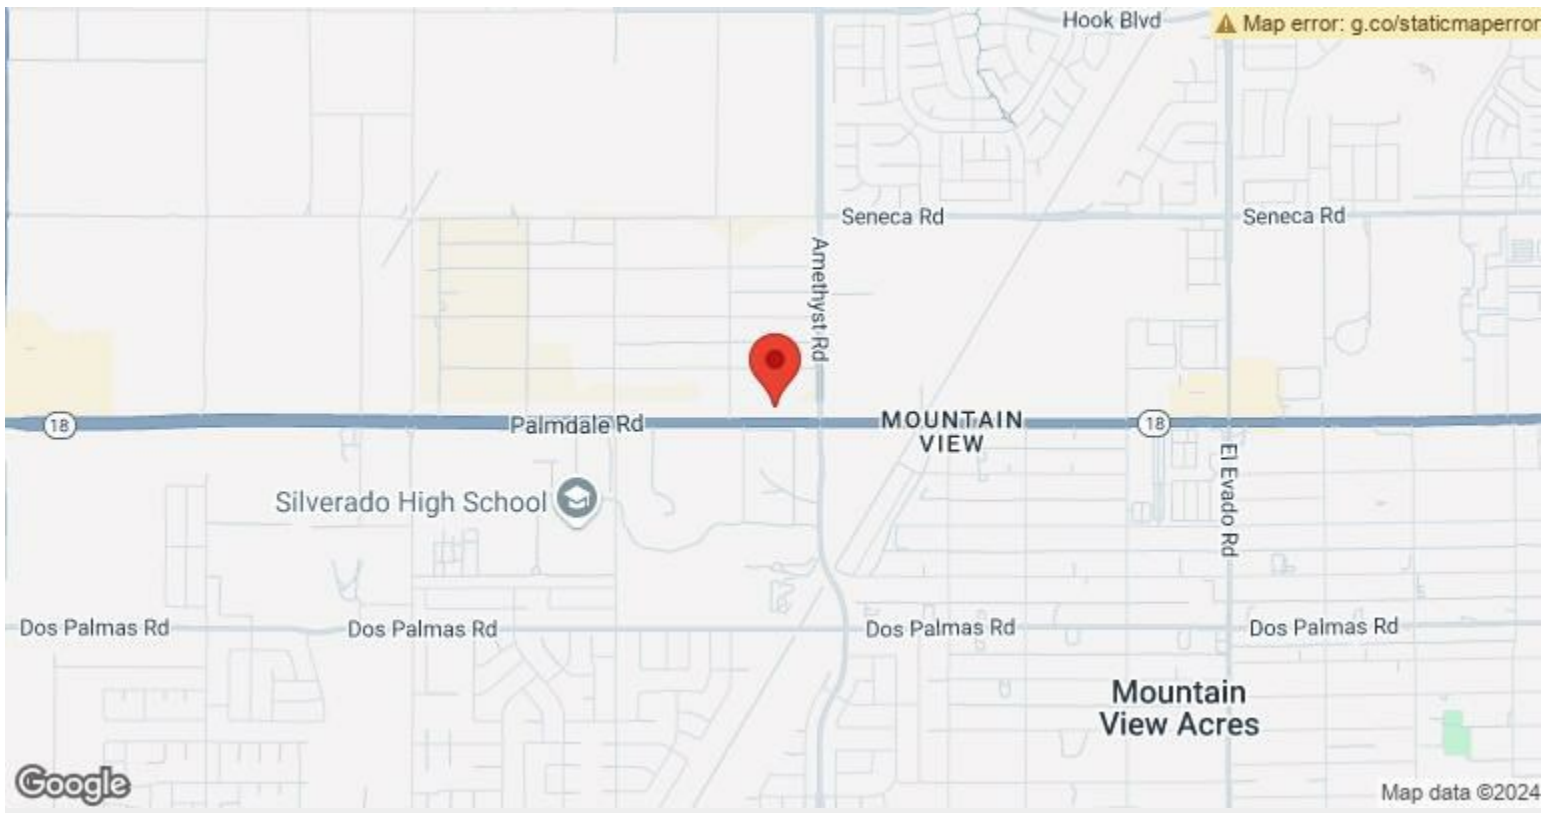 Hook Blvd
Map error: g.co/staticmaperror
Seneca Rd
Seneca Rd
Amethyst Rd
18
Palmdale Rd
MOUNTAIN
VIEW
18
El Evado Rd
Silverado High School
Dos Palmas Rd
Dos Palmas Rd
Dos Palmas Rd
Dos Palmas Rd
Mountain
View Acres
Google
Map data ©2024